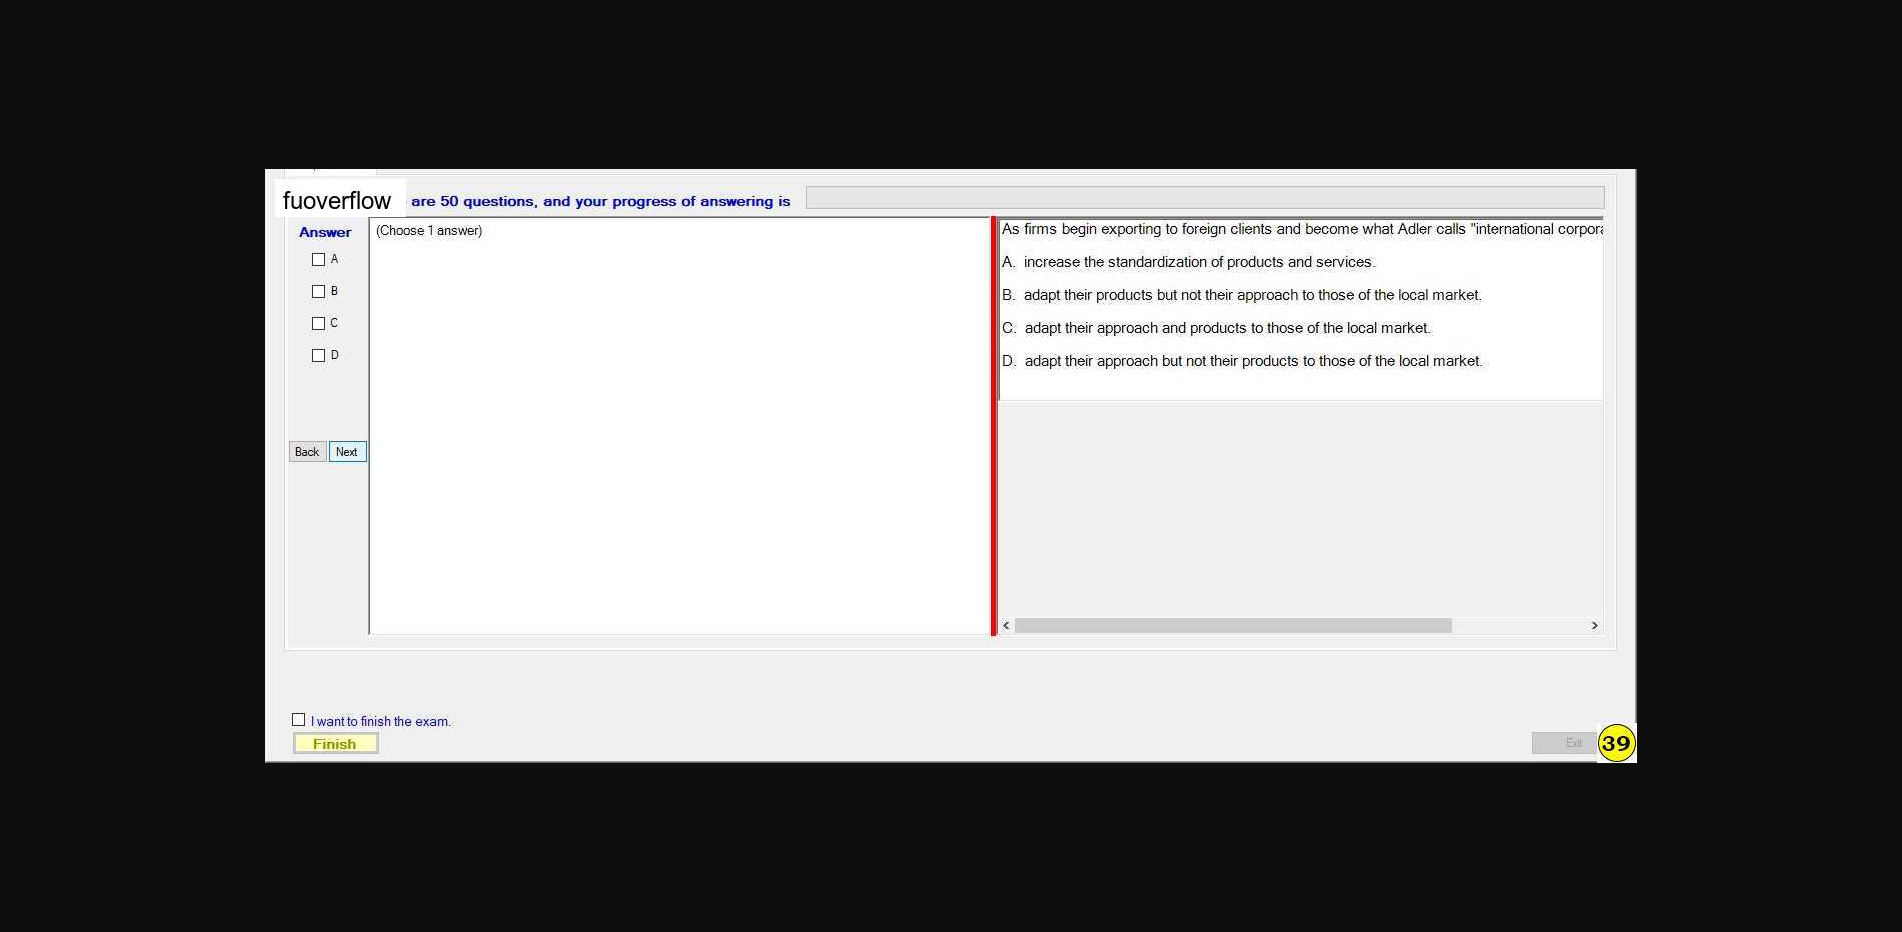 fuoverflow are 50 questions, and your progress of answering is
Answer
A
B
C
D
Back Next
(Choose 1 answer)
As firms begin exporting to foreign clients and become what Adler calls "international corpora
A. increase the standardization of products and services.
B. adapt their products but not their approach to those of the local market.
C. adapt their approach and products to those of the local market.
D. adapt their approach but not their products to those of the local market.
I want to finish the exam.
Finish
Exit
39